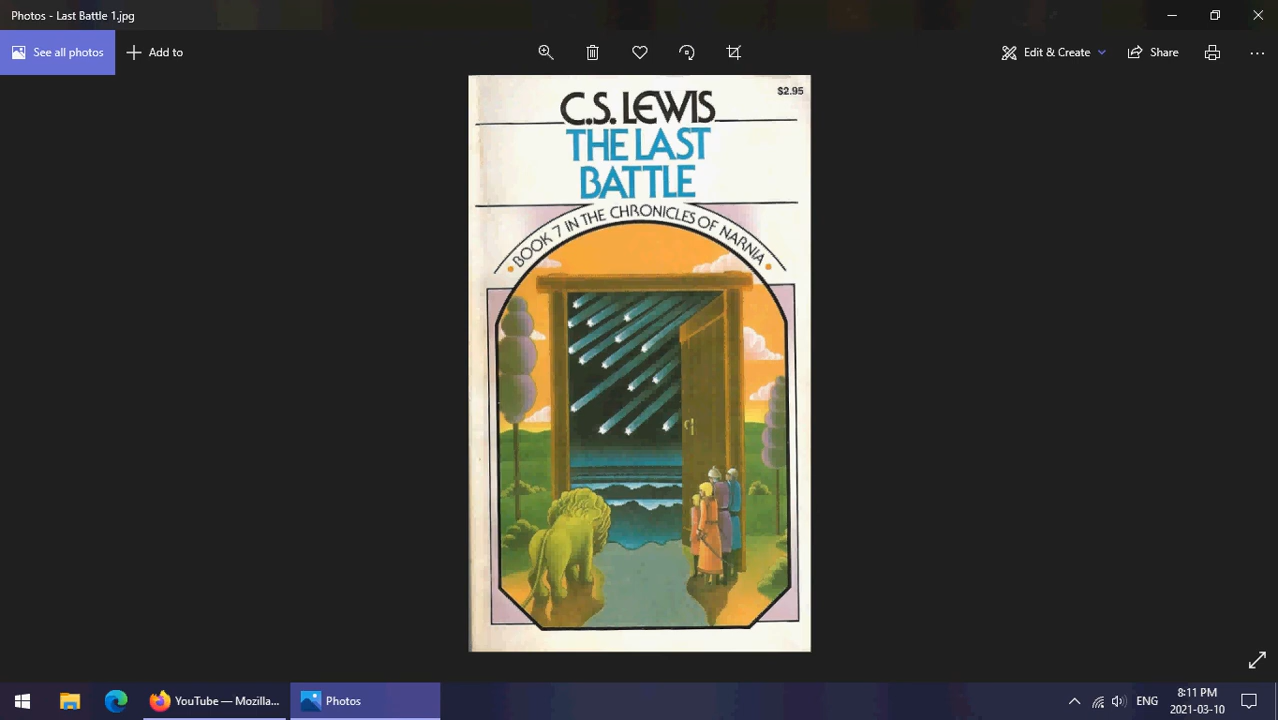 Photos - Last Battle 1.jpg
See all photos
Add to
Edit & Create
Share
$2.95
C.S. LEWIS
THE LAST
BATTLE
• BOOK 7 IN THE CHRONICLES OF NARNIA •
YouTube — Mozilla...
Photos
ENG
8:11 PM
2021-03-10